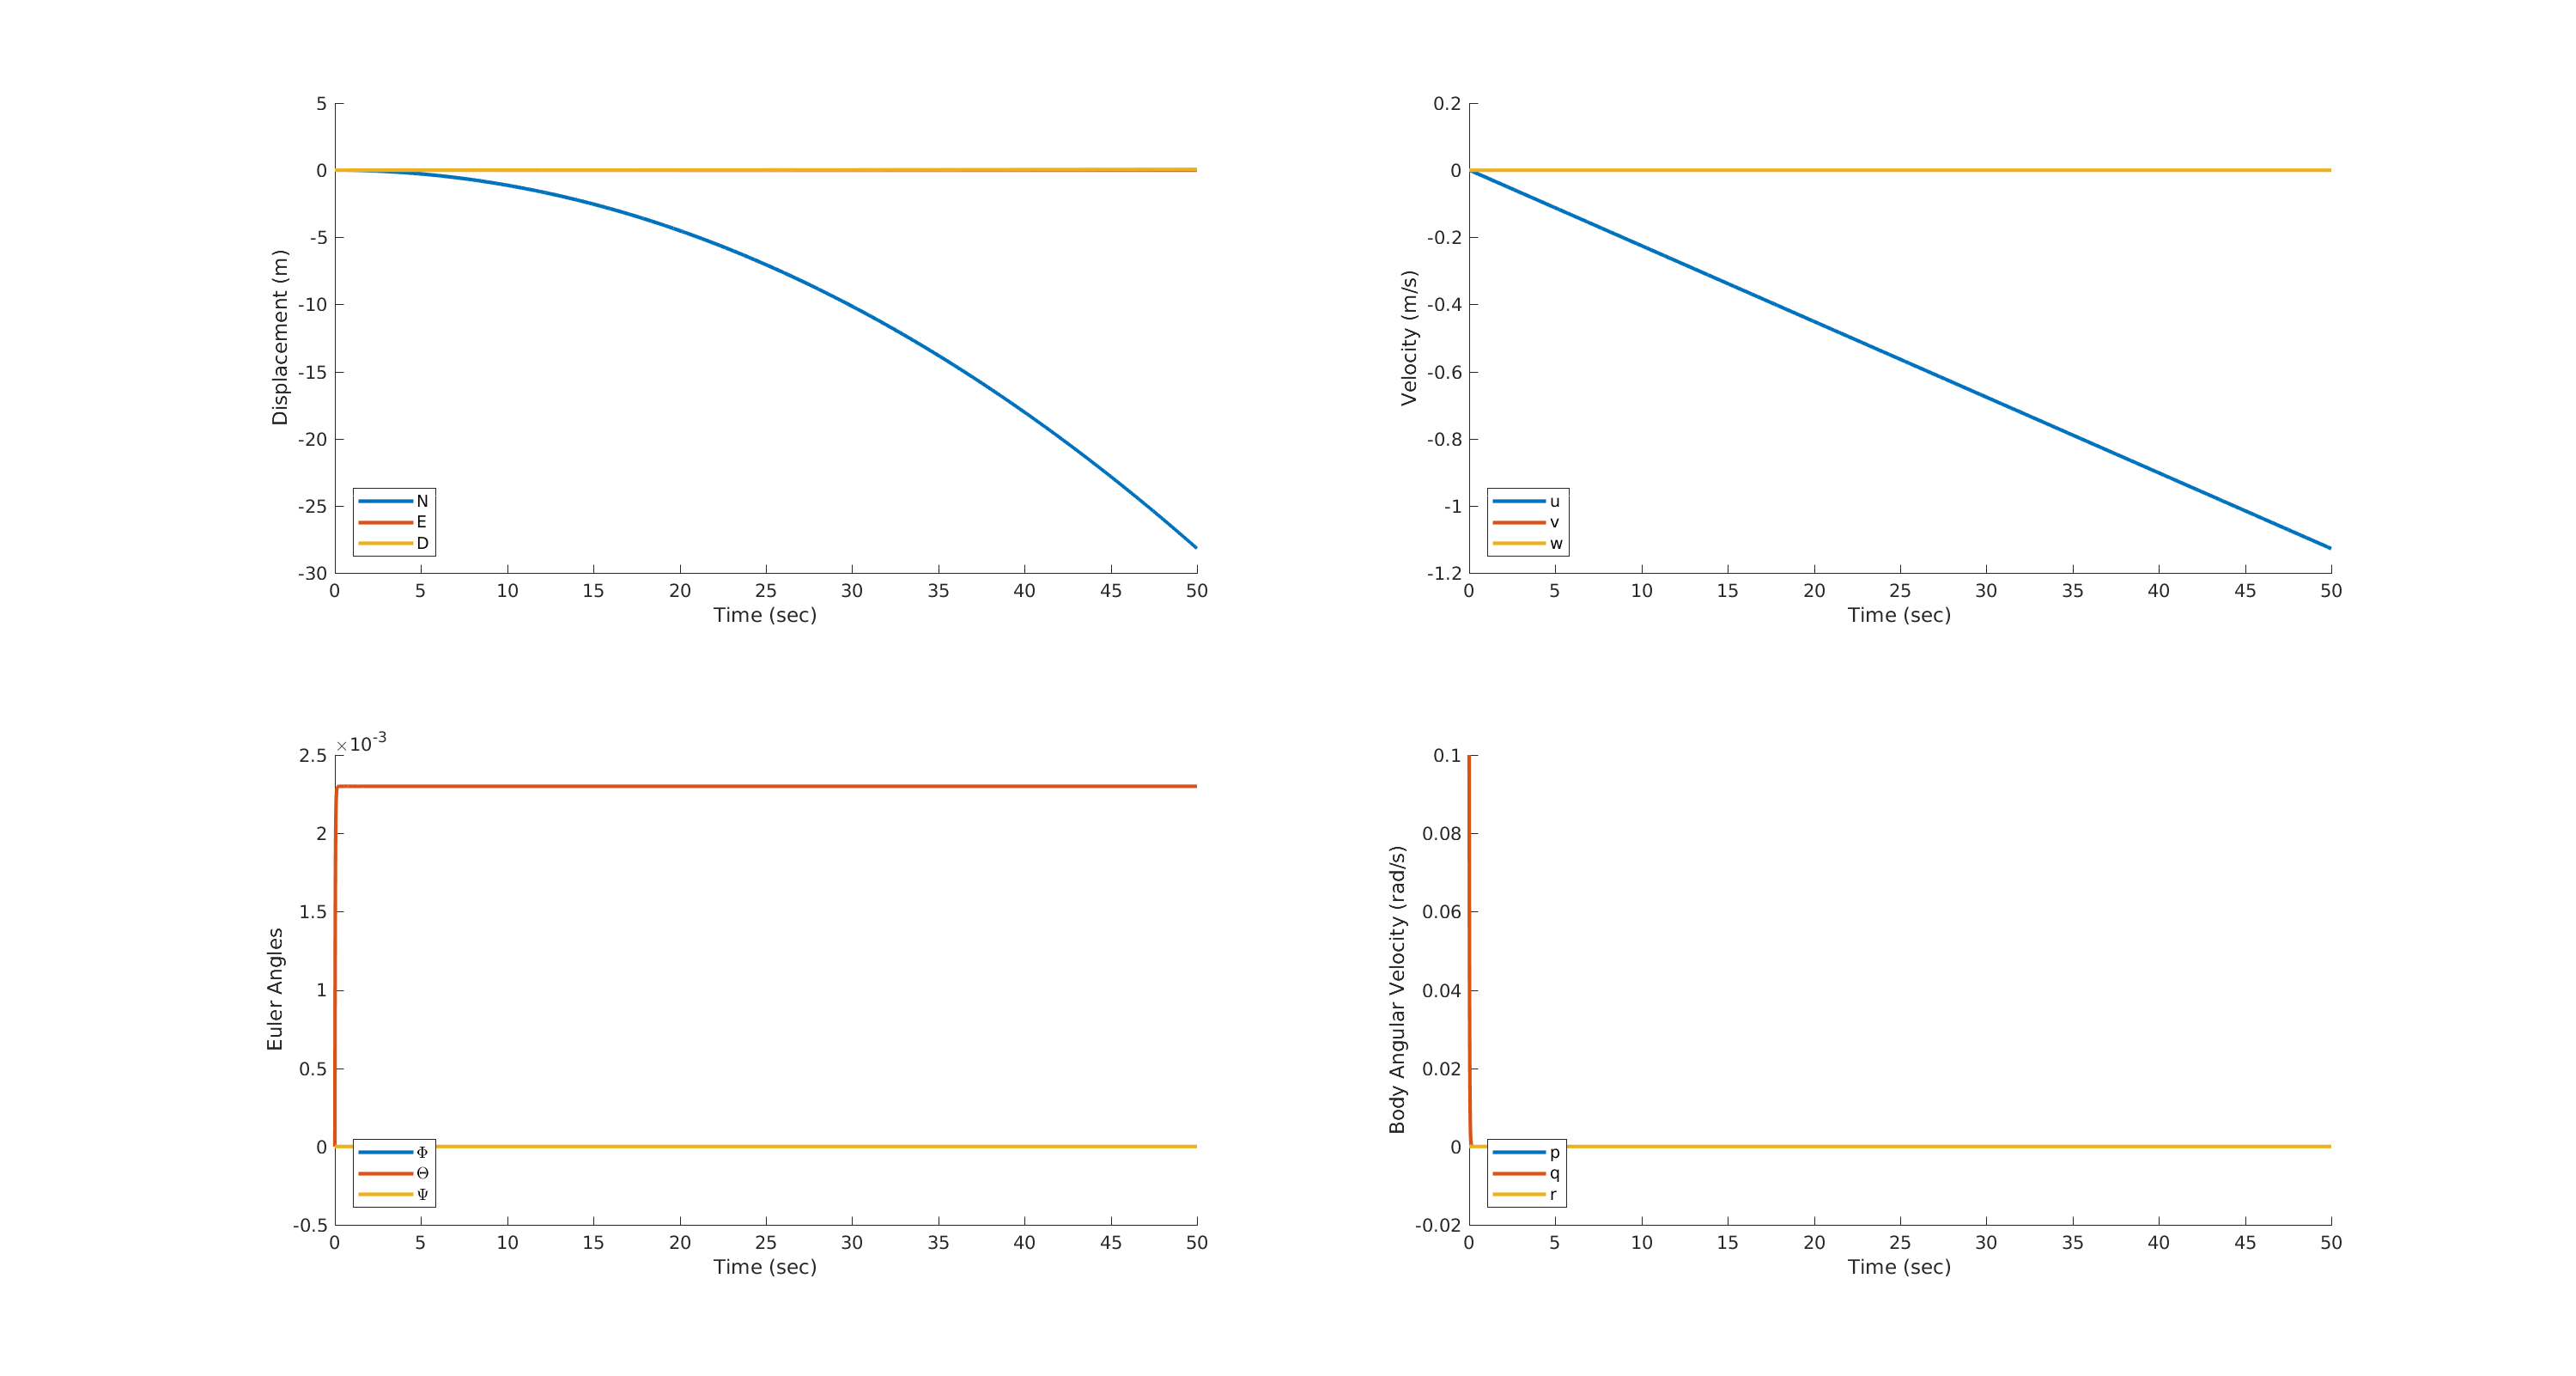 5
0
-5
-10
-15
-20
-25
-30
Displacement (m)
N
E
D
0 5 10 15 20 25 30 35 40 45 50
Time (sec)
0.2
0
-0.2
-0.4
-0.6
-0.8
-1
-1.2
Velocity (m/s)
u
v
w
0 5 10 15 20 25 30 35 40 45 50
Time (sec)
×10-3
2.5
2
1.5
1
0.5
0
-0.5
Euler Angles
Φ
Θ
Ψ
0 5 10 15 20 25 30 35 40 45 50
Time (sec)
0.1
0.08
0.06
0.04
0.02
0
-0.02
Body Angular Velocity (rad/s)
p
q
r
0 5 10 15 20 25 30 35 40 45 50
Time (sec)